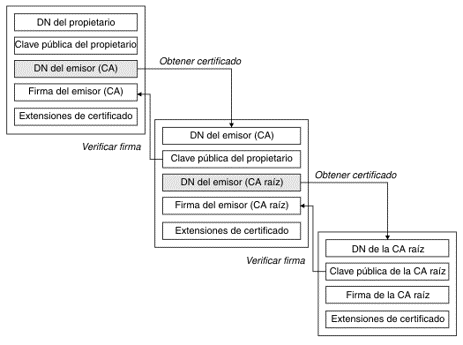 DN del propietario
Clave pública del propietario
DN del emisor (CA)
Obtener certificado
Firma del emisor (CA)
Extensiones de certificado
Verificar firma
DN del emisor (CA)
Clave pública del propietario
DN del emisor (CA raíz)
Obtener certificado
Firma del emisor (CA raíz)
Extensiones de certificado
Verificar firma
DN de la CA raíz
Clave pública de la CA raíz
Firma de la CA raíz
Extensiones de certificado